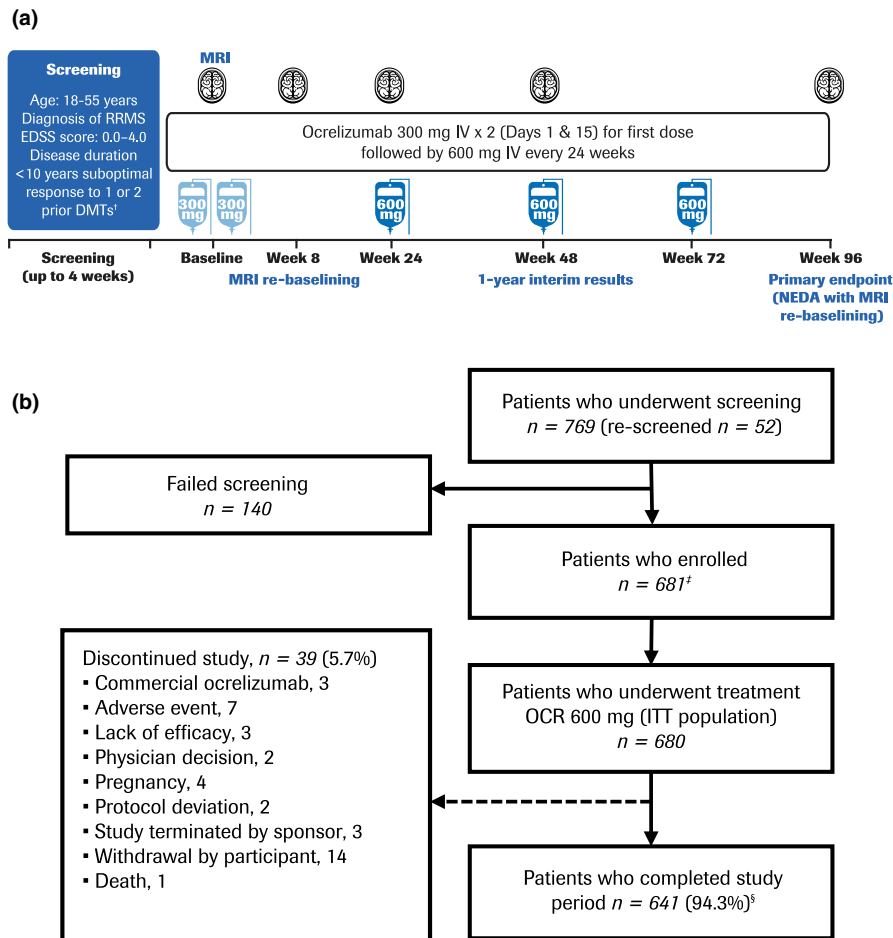 (a)
Screening
Age: 18-55 years
Diagnosis of RRMS
EDSS score: 0.0–4.0
Disease duration
<10 years suboptimal
response to 1 or 2
prior DMTs†
MRI
Ocrelizumab 300 mg IV x 2 (Days 1 & 15) for first dose
followed by 600 mg IV every 24 weeks
300 mg
300 mg
600 mg
600 mg
600 mg
Screening
(up to 4 weeks)
Baseline
Week 8
Week 24
Week 48
Week 72
Week 96
MRI re-baselining
1-year interim results
Primary endpoint
(NEDA with MRI
re-baselining)
(b)
Patients who underwent screening
n = 769 (re-screened n = 52)
Failed screening
n = 140
Patients who enrolled
n = 681‡
Discontinued study, n = 39 (5.7%)
▪ Commercial ocrelizumab, 3
▪ Adverse event, 7
▪ Lack of efficacy, 3
▪ Physician decision, 2
▪ Pregnancy, 4
▪ Protocol deviation, 2
▪ Study terminated by sponsor, 3
▪ Withdrawal by participant, 14
▪ Death, 1
Patients who underwent treatment
OCR 600 mg (ITT population)
n = 680
Patients who completed study
period n = 641 (94.3%)§